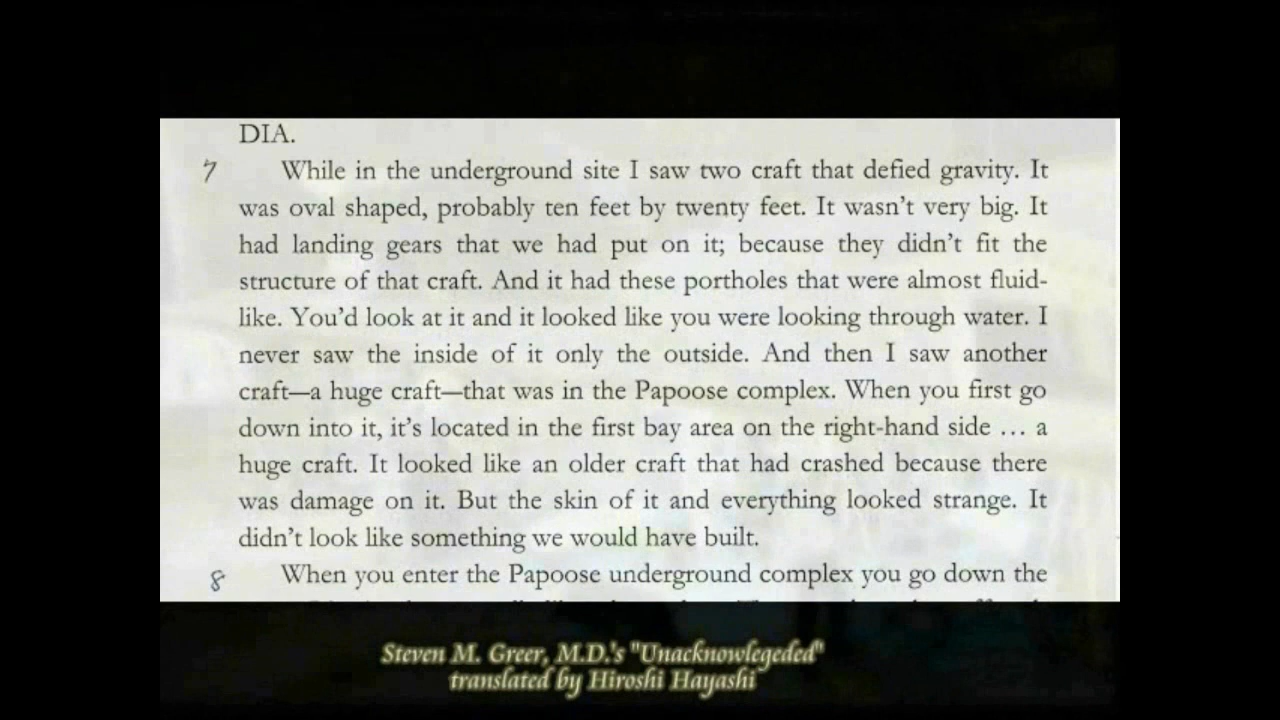 DIA.
7 While in the underground site I saw two craft that defied gravity. It
was oval shaped, probably ten feet by twenty feet. It wasn't very big. It
had landing gears that we had put on it; because they didn't fit the
structure of that craft. And it had these portholes that were almost fluid-
like. You'd look at it and it looked like you were looking through water. I
never saw the inside of it only the outside. And then I saw another
craft—a huge craft—that was in the Papoose complex. When you first go
down into it, it's located in the first bay area on the right-hand side … a
huge craft. It looked like an older craft that had crashed because there
was damage on it. But the skin of it and everything looked strange. It
didn't look like something we would have built.
8 When you enter the Papoose underground complex you go down the
Steven M. Greer, M.D.'s "Unacknowlegeded"
translated by Hiroshi Hayashi